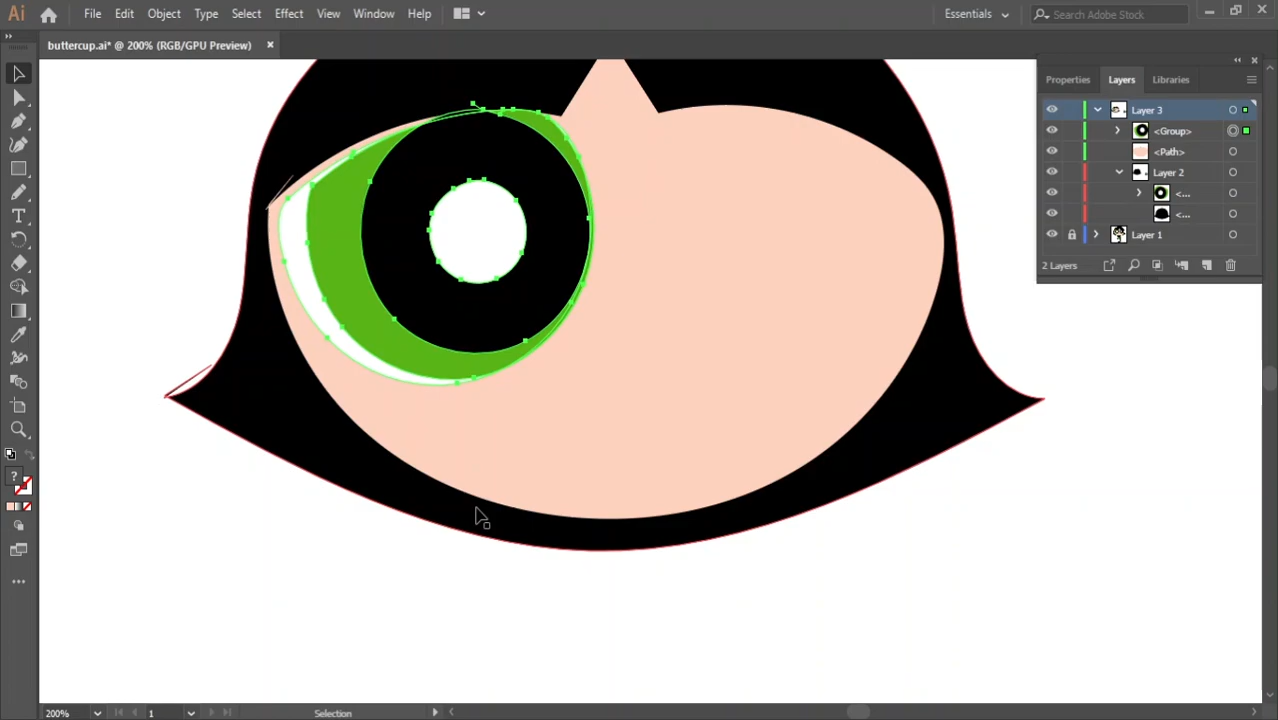 Ai File Edit Object Type Select Effect View Window Help Essentials Search Adobe Stock
buttercup.ai* @ 200% (RGB/GPU Preview)
Properties Layers Libraries
Layer 3
<Group>
<Path>
Layer 2
<...
<...
Layer 1
2 Layers
T
?
200% 1 Selection